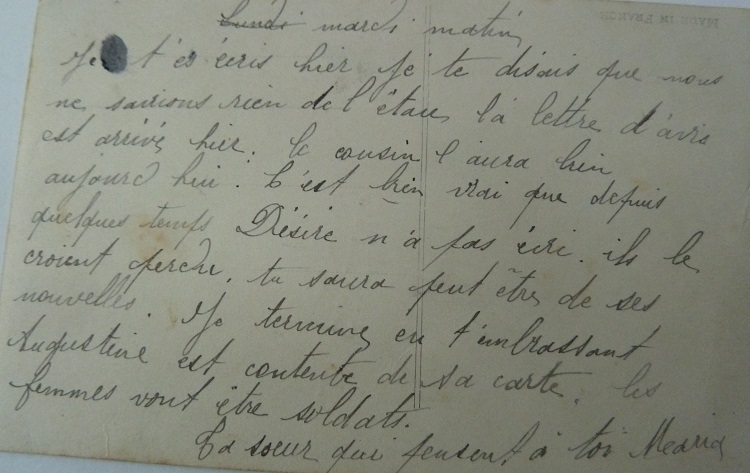 MADE IN FRANCE
Lundi mardi matin
Je t'es écris hier je te disais que nous
ne savions rien de l'étau la lettre d'avis
est arrivé hier. le cousin l'aura bien
aujourd hui. C'est bien vrai que depuis
quelques temps Désiré n'a pas écri. ils le
croient perdu. tu saura peut être de ses
nouvelles. Je termine en t'embrassant
Augustine est contente de sa carte. les
femmes vont être soldats.
Ta soeur qui pensent à toi Maria